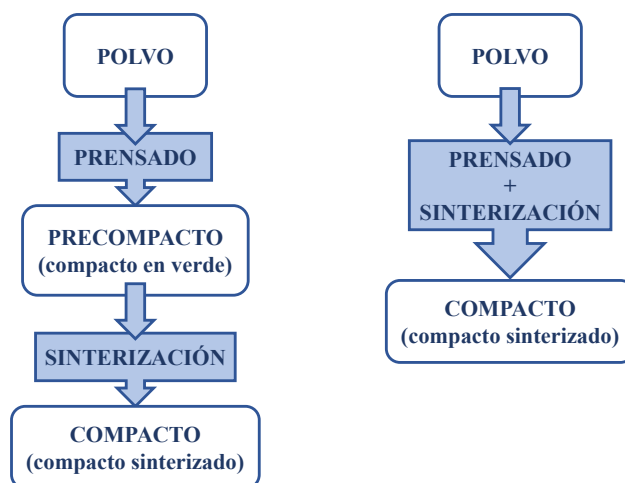 POLVO
PRENSADO
PRECOMPACTO
(compacto en verde)
SINTERIZACIÓN
COMPACTO
(compacto sinterizado)
POLVO
PRENSADO
+
SINTERIZACIÓN
COMPACTO
(compacto sinterizado)